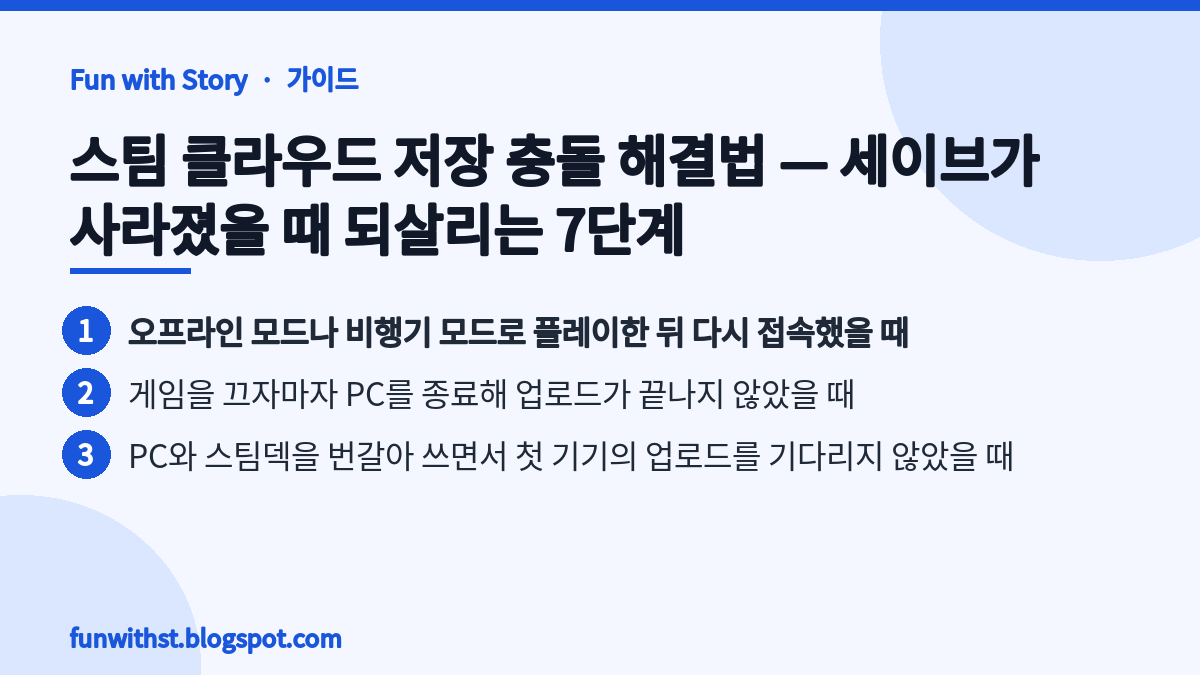 Fun with Story · 가이드
스팀 클라우드 저장 충돌 해결법 — 세이브가
사라졌을 때 되살리는 7단계
1 오프라인 모드나 비행기 모드로 플레이한 뒤 다시 접속했을 때
2 게임을 끄자마자 PC를 종료해 업로드가 끝나지 않았을 때
3 PC와 스팀덱을 번갈아 쓰면서 첫 기기의 업로드를 기다리지 않았을 때
funwithst.blogspot.com